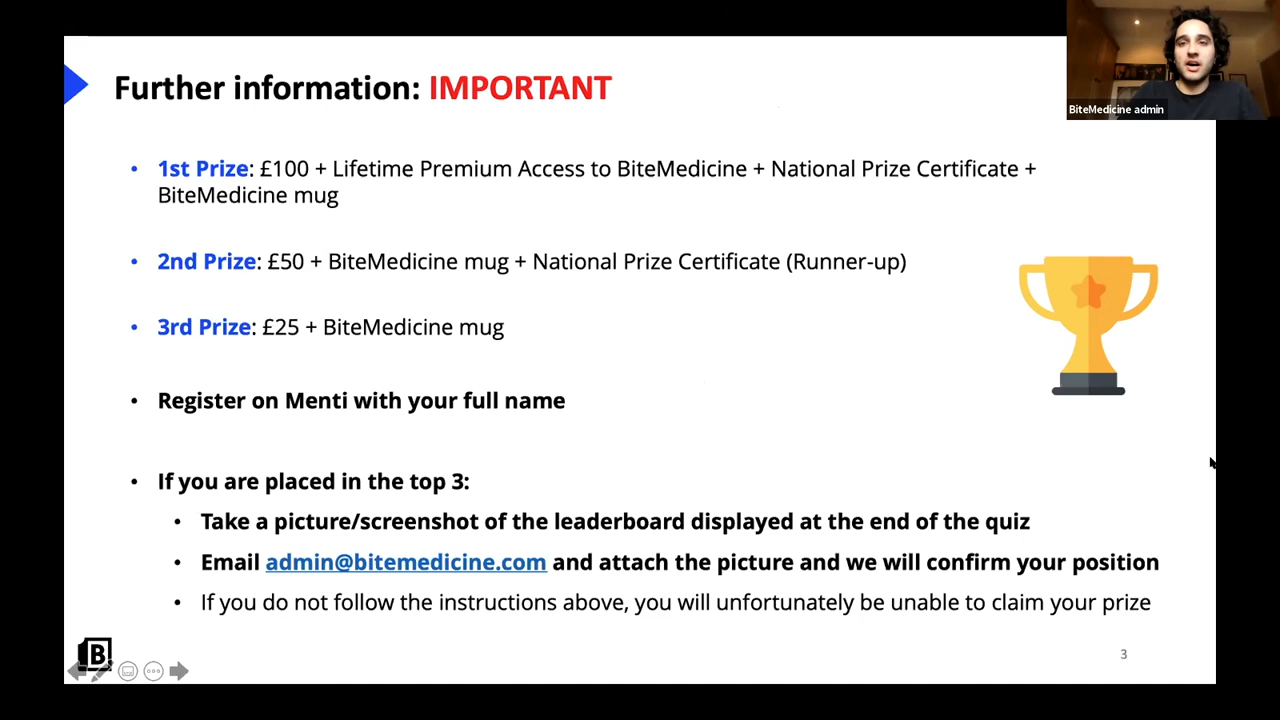 Further information: IMPORTANT
BiteMedicine admin
• 1st Prize: £100 + Lifetime Premium Access to BiteMedicine + National Prize Certificate +
BiteMedicine mug
• 2nd Prize: £50 + BiteMedicine mug + National Prize Certificate (Runner-up)
• 3rd Prize: £25 + BiteMedicine mug
• Register on Menti with your full name
• If you are placed in the top 3:
• Take a picture/screenshot of the leaderboard displayed at the end of the quiz
• Email admin@bitemedicine.com and attach the picture and we will confirm your position
• If you do not follow the instructions above, you will unfortunately be unable to claim your prize
B
3